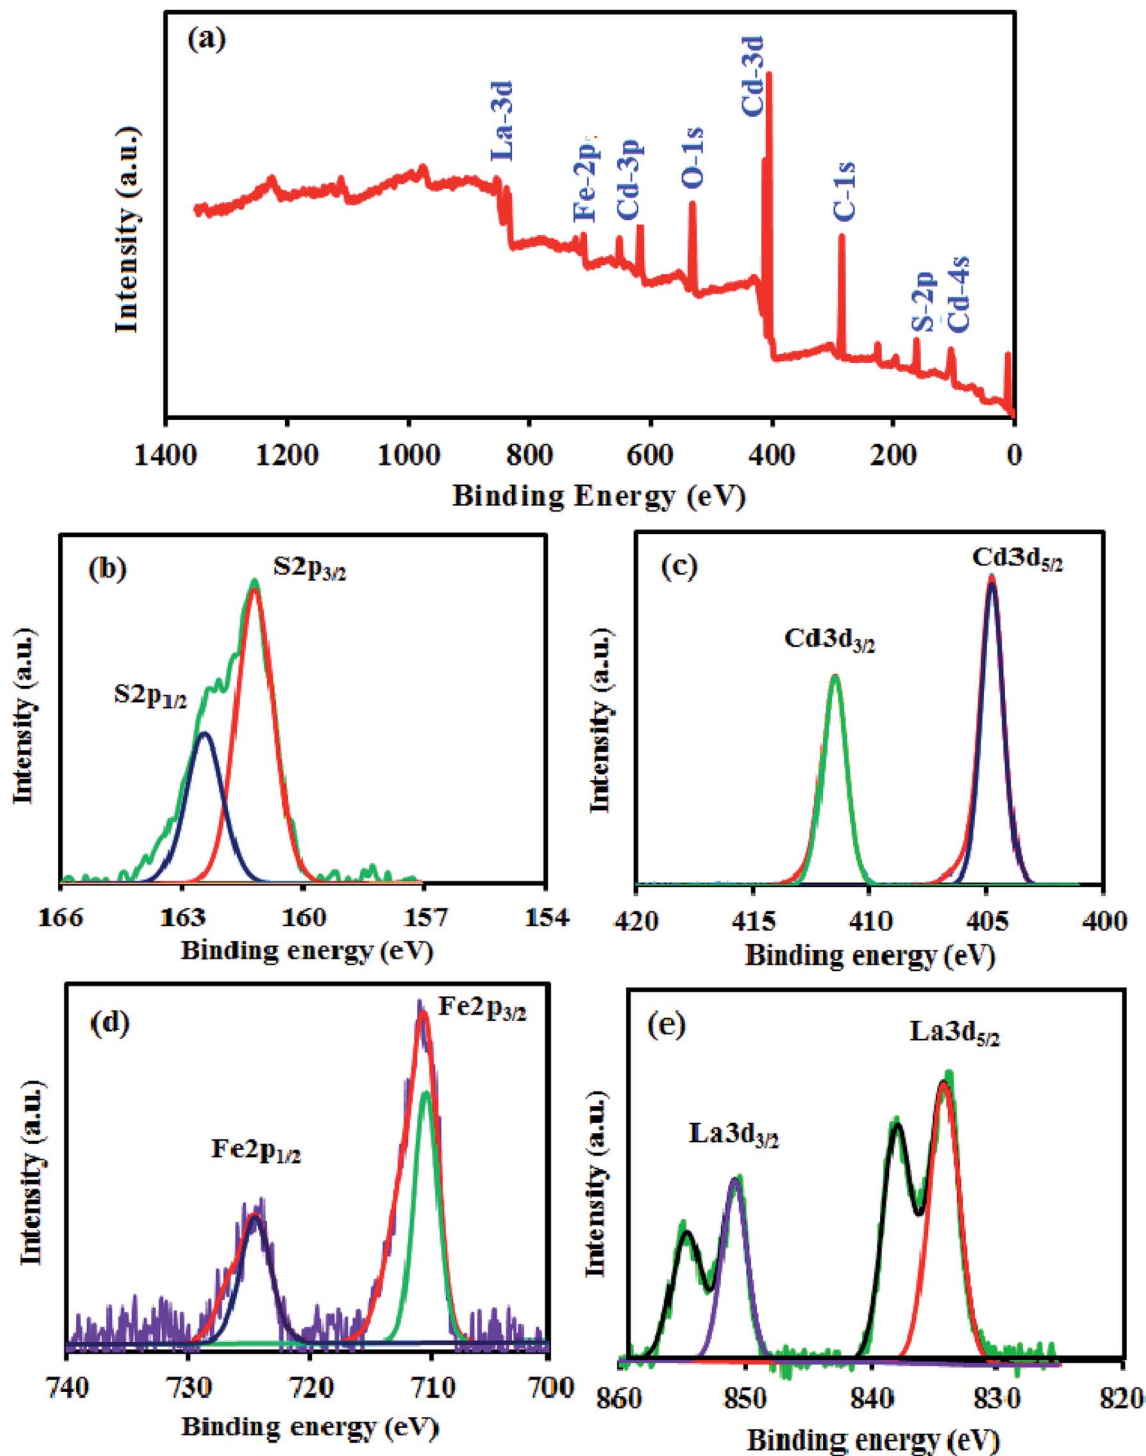 (a)
La-3d
Fe-2p
Cd-3p
O-1s
Cd-3d
C-1s
S-2p
Cd-4s
Intensity (a.u.)
1400 1200 1000 800 600 400 200 0
Binding Energy (eV)
(b)
S2p3/2
S2p1/2
Intensity (a.u.)
166 163 160 157 154
Binding energy (eV)
(c)
Cd3d5/2
Cd3d3/2
Intensity (a.u.)
420 415 410 405 400
Binding energy (eV)
(d)
Fe2p3/2
Fe2p1/2
Intensity (a.u.)
740 730 720 710 700
Binding energy (eV)
(e)
La3d5/2
La3d3/2
Intensity (a.u.)
860 850 840 830 820
Binding energy (eV)